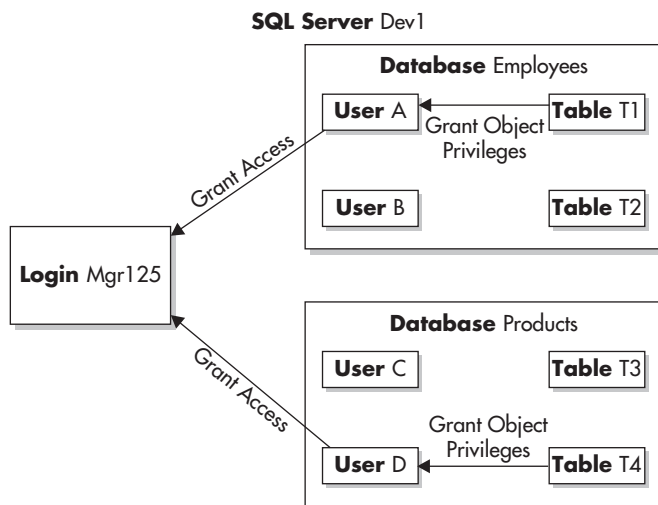 SQL Server Dev1
Database Employees
User A
Table T1
Grant Object
Privileges
Grant Access
User B
Table T2
Login Mgr125
Database Products
User C
Table T3
Grant Access
Grant Object
Privileges
User D
Table T4